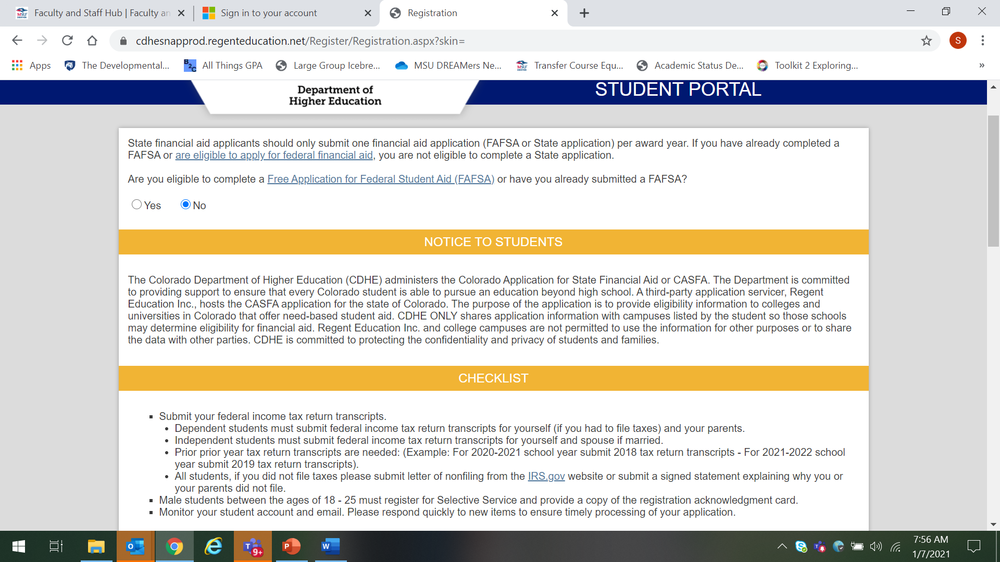 Faculty and Staff Hub | Faculty an
Sign in to your account
Registration
cdhesnapprod.regenteducation.net/Register/Registration.aspx?skin=
S
Apps
The Developmental...
All Things GPA
Large Group Icebre...
MSU DREAMers Ne...
Transfer Course Equ...
Academic Status De...
Toolkit 2 Exploring...
»
Department of
Higher Education
STUDENT PORTAL
State financial aid applicants should only submit one financial aid application (FAFSA or State application) per award year. If you have already completed a
FAFSA or are eligible to apply for federal financial aid, you are not eligible to complete a State application.
Are you eligible to complete a Free Application for Federal Student Aid (FAFSA) or have you already submitted a FAFSA?
Yes No
NOTICE TO STUDENTS
The Colorado Department of Higher Education (CDHE) administers the Colorado Application for State Financial Aid or CASFA. The Department is committed
to providing support to ensure that every Colorado student is able to pursue an education beyond high school. A third-party application servicer, Regent
Education Inc., hosts the CASFA application for the state of Colorado. The purpose of the application is to provide eligibility information to colleges and
universities in Colorado that offer need-based student aid. CDHE ONLY shares application information with campuses listed by the student so those schools
may determine eligibility for financial aid. Regent Education Inc. and college campuses are not permitted to use the information for other purposes or to share
the data with other parties. CDHE is committed to protecting the confidentiality and privacy of students and families.
CHECKLIST
Submit your federal income tax return transcripts.
Dependent students must submit federal income tax return transcripts for yourself (if you had to file taxes) and your parents.
Independent students must submit federal income tax return transcripts for yourself and spouse if married.
Prior prior year tax return transcripts are needed: (Example: For 2020-2021 school year submit 2018 tax return transcripts - For 2021-2022 school
year submit 2019 tax return transcripts).
All students, if you did not file taxes please submit letter of nonfiling from the IRS.gov website or submit a signed statement explaining why you or
your parents did not file.
Male students between the ages of 18 - 25 must register for Selective Service and provide a copy of the registration acknowledgment card.
Monitor your student account and email. Please respond quickly to new items to ensure timely processing of your application.
9+
7:56 AM
1/7/2021